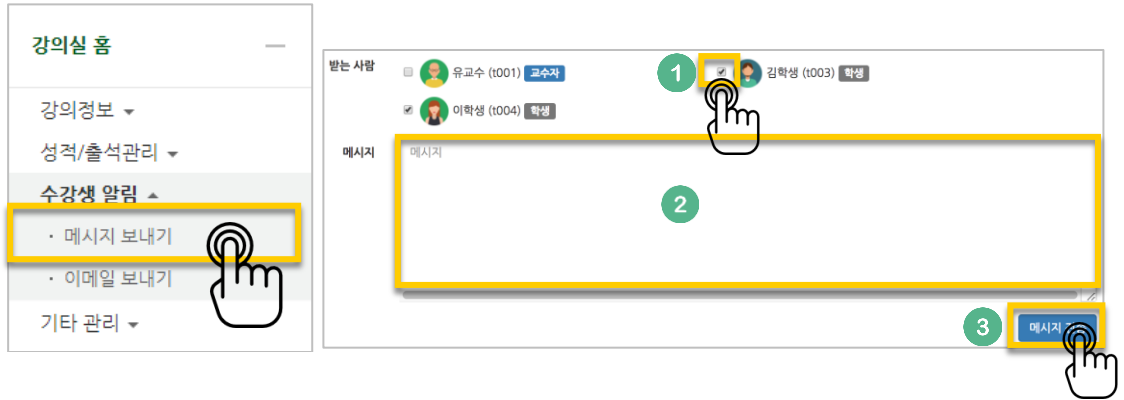 강의실 홈
강의정보
성적/출석관리
수강생 알림
· 메시지 보내기
· 이메일 보내기
기타 관리
받는 사람
유교수 (t001) 교수자
1
김학생 (t003) 학생
이학생 (t004) 학생
메시지
메시지
2
3
메시지